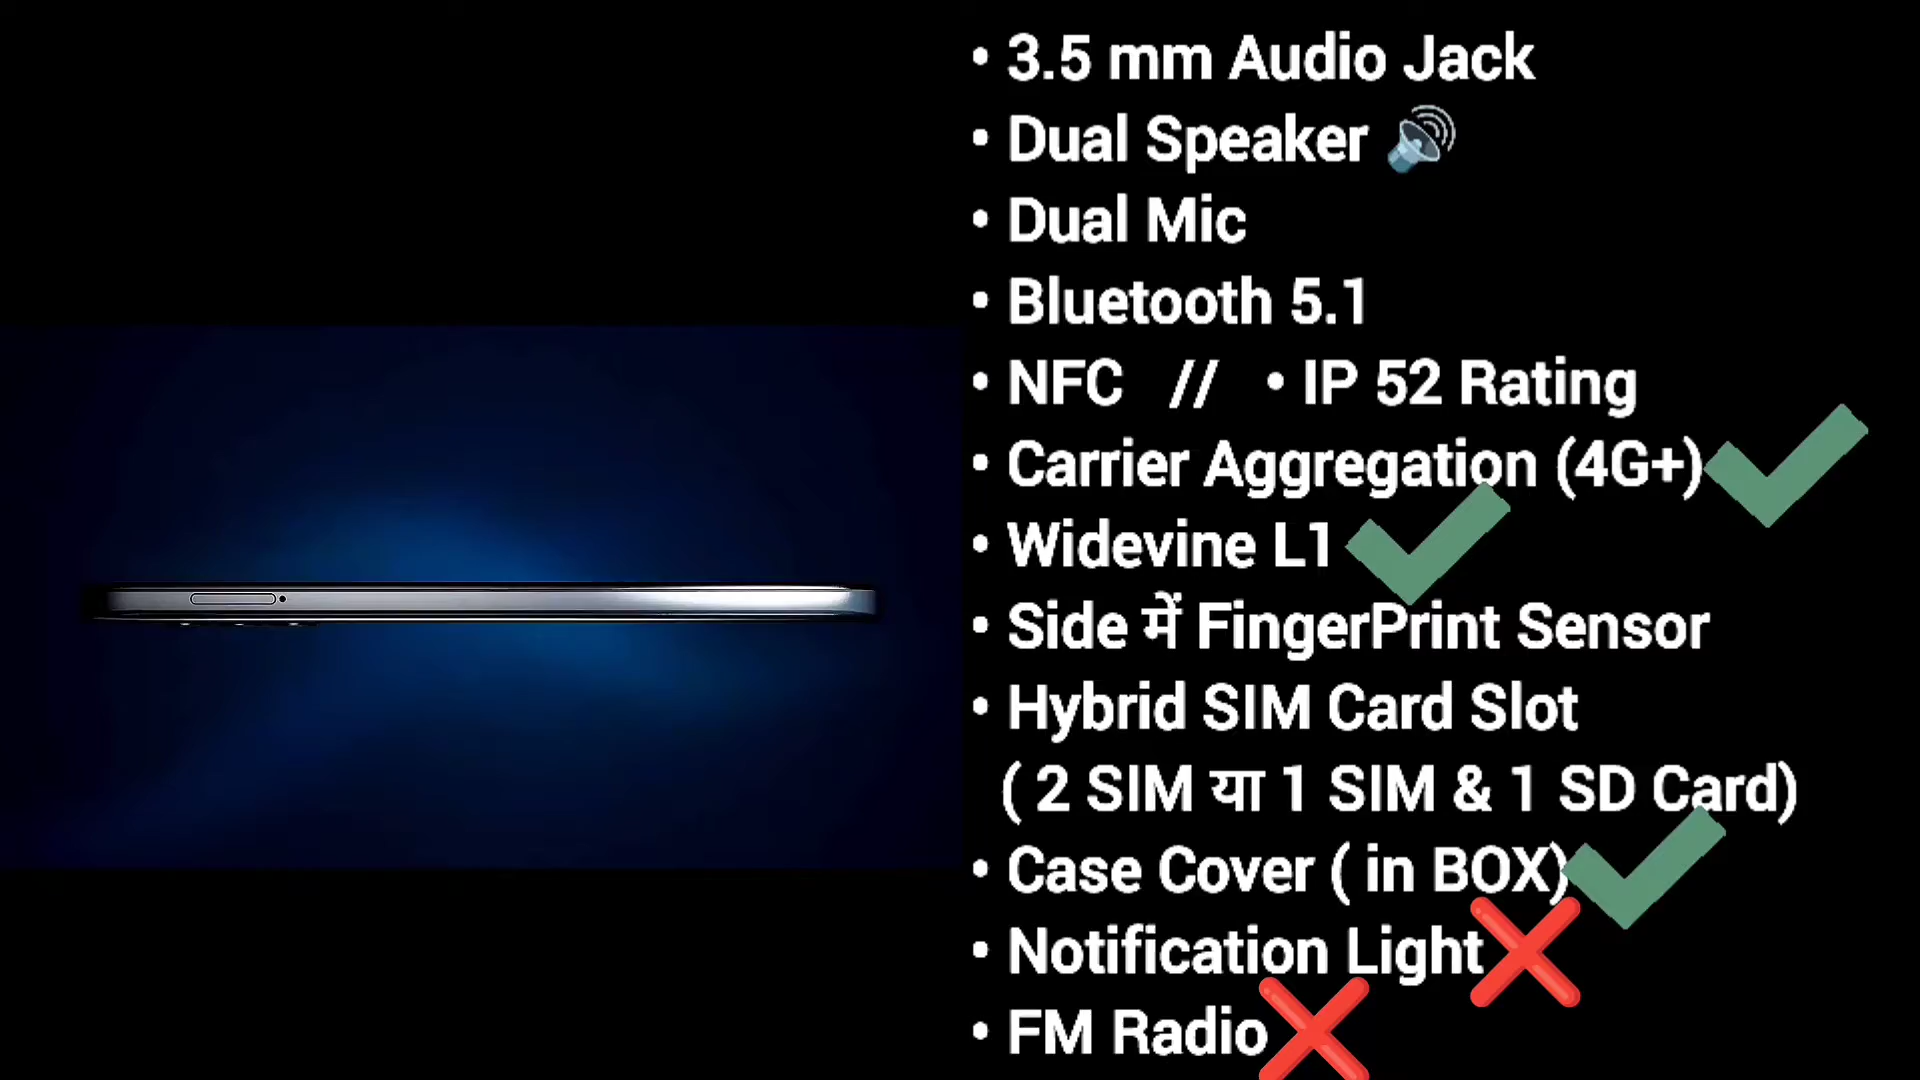 • 3.5 mm Audio Jack
• Dual Speaker 🔊
• Dual Mic
• Bluetooth 5.1
• NFC // • IP 52 Rating
• Carrier Aggregation (4G+)
• Widevine L1
• Side में FingerPrint Sensor
• Hybrid SIM Card Slot
( 2 SIM या 1 SIM & 1 SD Card)
• Case Cover ( in BOX)
• Notification Light❌
• FM Radio❌